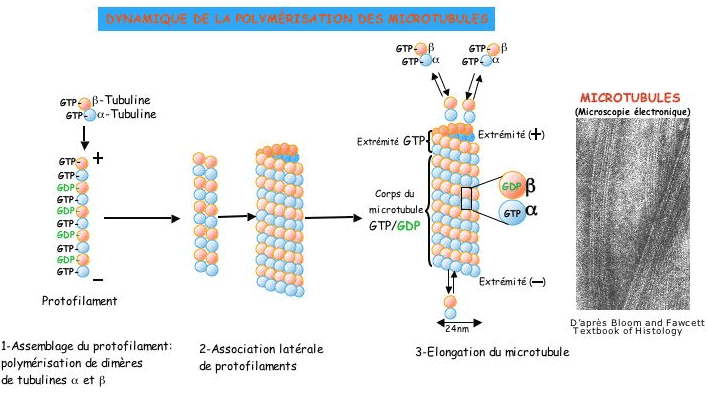 DYNAMIQUE DE LA POLYMÉRISATION DES MICROTUBULES
GTP- β-Tubuline
GTP- α-Tubuline
GTP- +
GTP-
GDP-
GTP-
GDP-
GTP-
GDP-
GTP-
GDP-
GTP- −
Protofilament
1-Assemblage du protofilament:
polymérisation de dimères
de tubulines α et β
2-Association latérale
de protofilaments
GTP- β
GTP- α
GTP- β
GTP- α
Extrémité GTP
Extrémité (+)
Corps du
microtubule
GTP/GDP
GDP β
GTP α
Extrémité (−)
24nm
3-Elongation du microtubule
MICROTUBULES
(Microscopie électronique)
D'après Bloom and Fawcett
Textbook of Histology